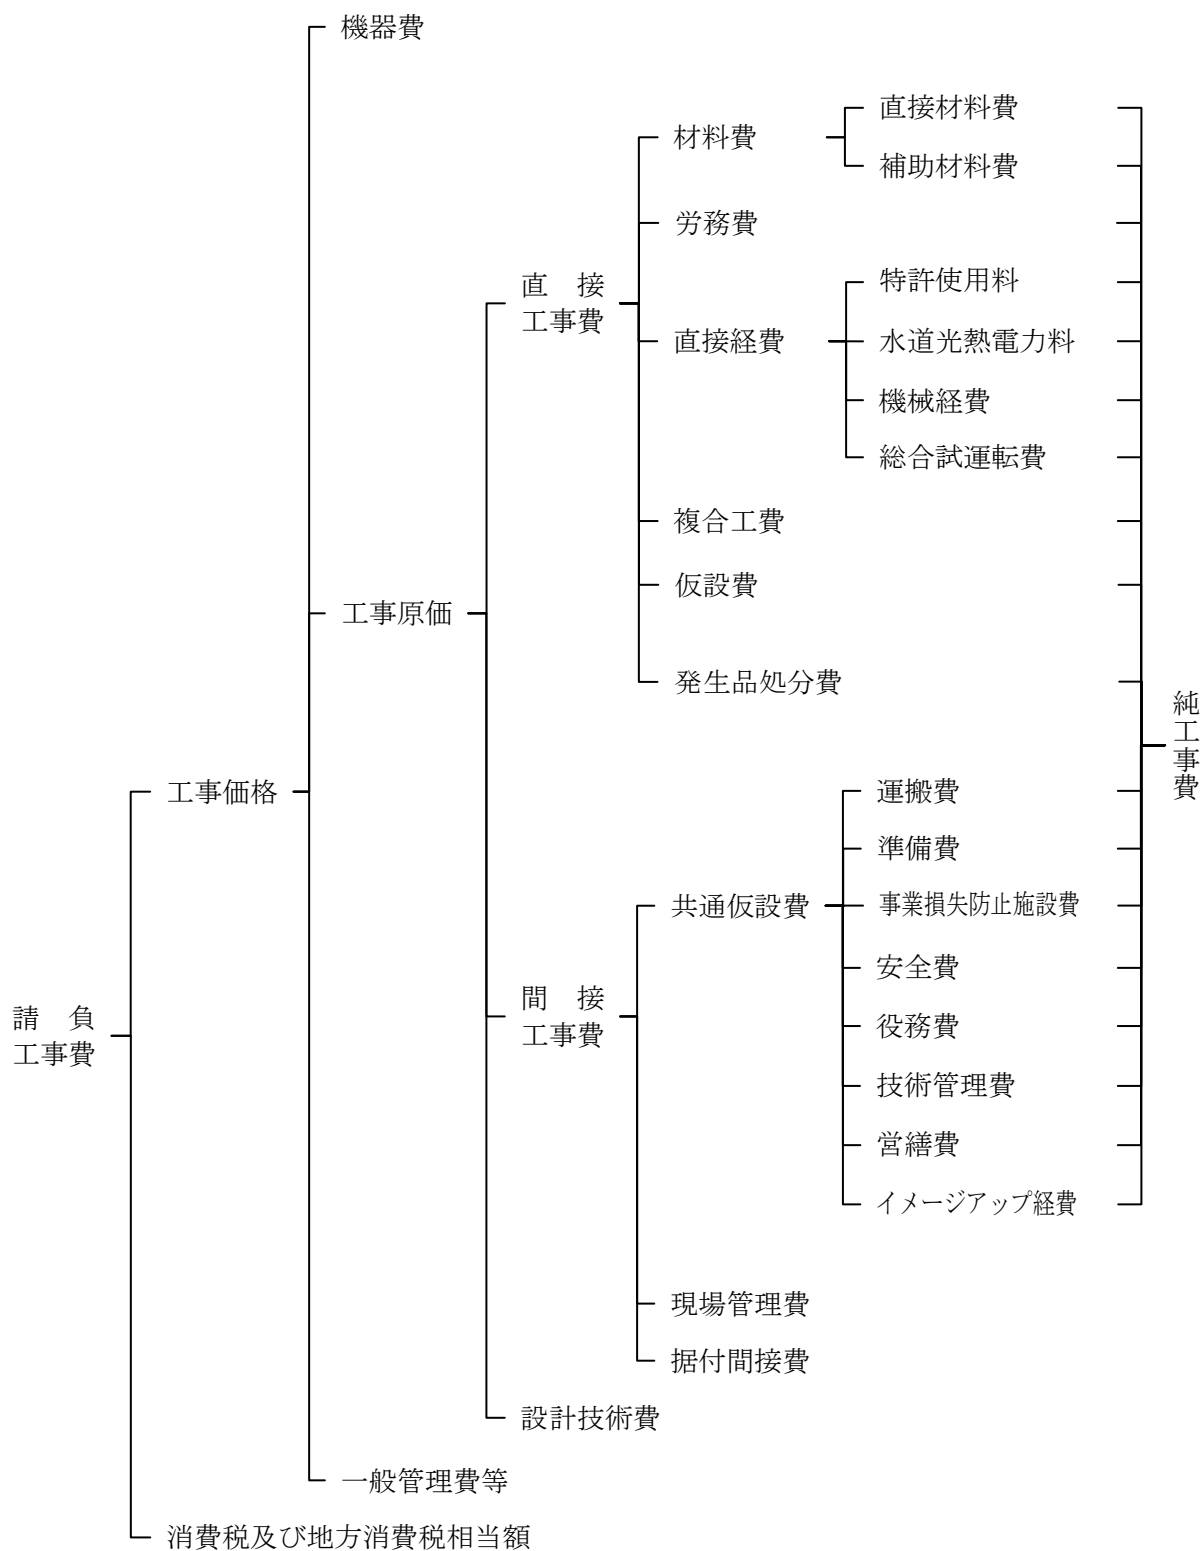 機器費
直接材料費
材料費
補助材料費
労務費
特許使用料
直　接
工事費
直接経費
水道光熱電力料
機械経費
総合試運転費
複合工費
仮設費
工事原価
発生品処分費
純工事費
工事価格
運搬費
準備費
共通仮設費
事業損失防止施設費
安全費
間　接
工事費
役務費
請　負
工事費
技術管理費
営繕費
イメージアップ経費
現場管理費
据付間接費
設計技術費
一般管理費等
消費税及び地方消費税相当額